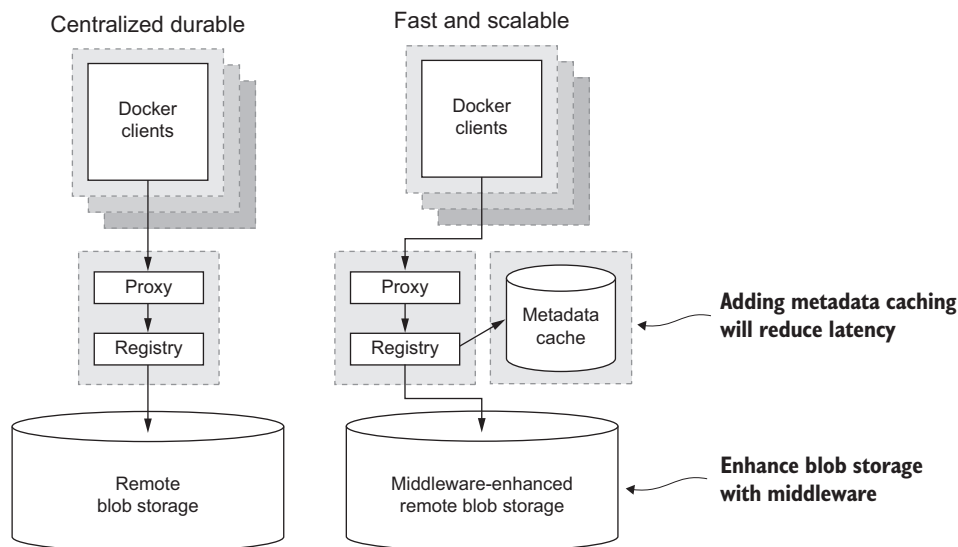 Centralized durable
Docker
clients
Proxy
Registry
Remote
blob storage
Fast and scalable
Docker
clients
Proxy
Registry
Metadata
cache
Middleware-enhanced
remote blob storage
Adding metadata caching
will reduce latency
Enhance blob storage
with middleware